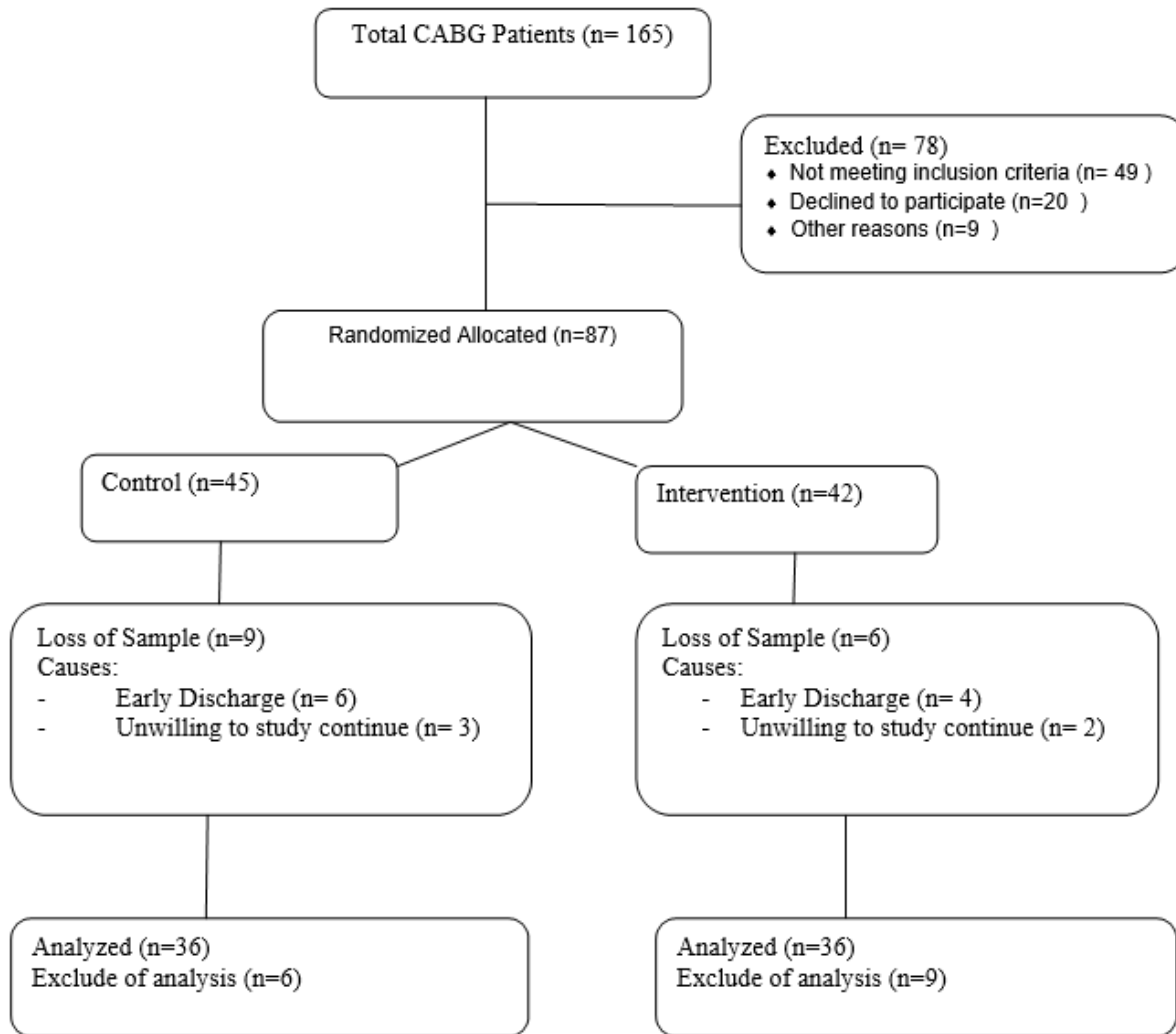 Total CABG Patients (n= 165)
Excluded (n= 78)
♦ Not meeting inclusion criteria (n= 49 )
♦ Declined to participate (n=20 )
♦ Other reasons (n=9 )
Randomized Allocated (n=87)
Control (n=45)
Intervention (n=42)
Loss of Sample (n=9)
Causes:
- Early Discharge (n= 6)
- Unwilling to study continue (n= 3)
Loss of Sample (n=6)
Causes:
- Early Discharge (n= 4)
- Unwilling to study continue (n= 2)
Analyzed (n=36)
Exclude of analysis (n=6)
Analyzed (n=36)
Exclude of analysis (n=9)